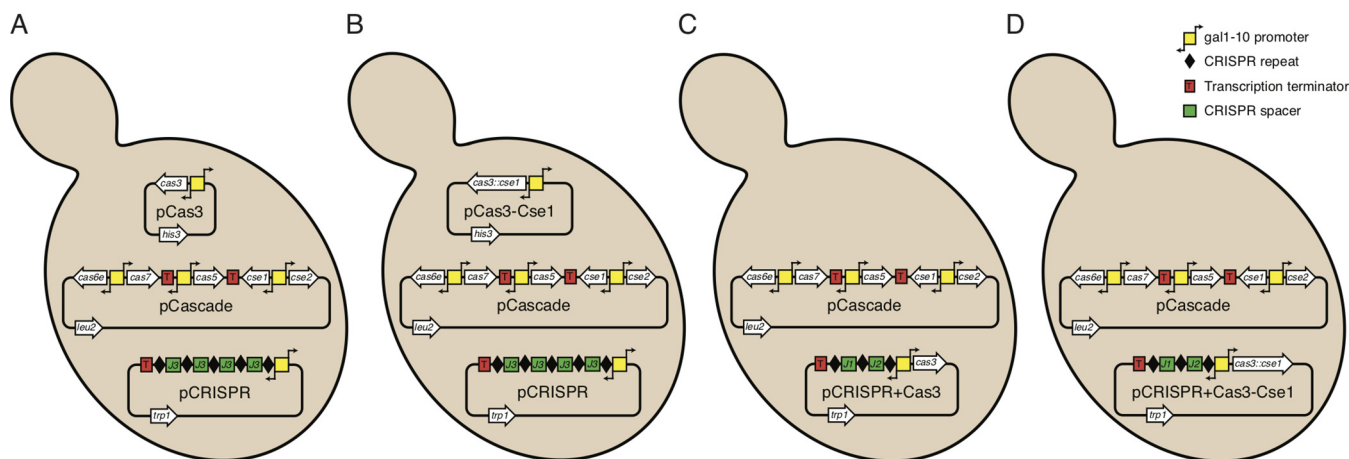 A
B
C
D
gal1-10 promoter
CRISPR repeat
T Transcription terminator
CRISPR spacer
cas3
pCas3
his3
cas6e cas7 T cas5 T cse1 cse2
pCascade
leu2
T J3 J3 J3 J3
pCRISPR
trp1
cas3::cse1
pCas3-Cse1
his3
cas6e cas7 T cas5 T cse1 cse2
pCascade
leu2
T J3 J3 J3 J3
pCRISPR
trp1
cas6e cas7 T cas5 T cse1 cse2
pCascade
leu2
T J1 J2 cas3
pCRISPR+Cas3
trp1
cas6e cas7 T cas5 T cse1 cse2
pCascade
leu2
T J1 J2 cas3::cse1
pCRISPR+Cas3-Cse1
trp1